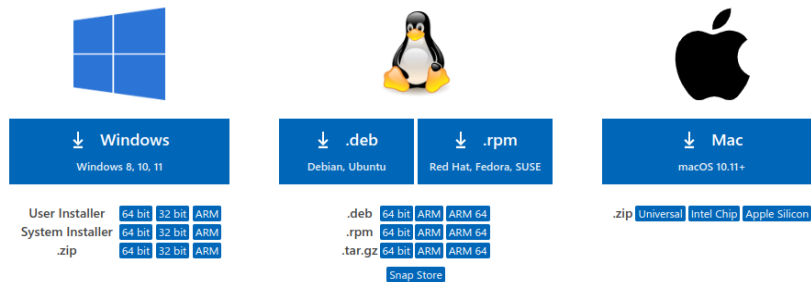 Windows
Windows 8, 10, 11
User Installer 64 bit 32 bit ARM
System Installer 64 bit 32 bit ARM
.zip 64 bit 32 bit ARM
.deb
Debian, Ubuntu
.rpm
Red Hat, Fedora, SUSE
.deb 64 bit ARM ARM 64
.rpm 64 bit ARM ARM 64
.tar.gz 64 bit ARM ARM 64
Snap Store
Mac
macOS 10.11+
.zip Universal Intel Chip Apple Silicon